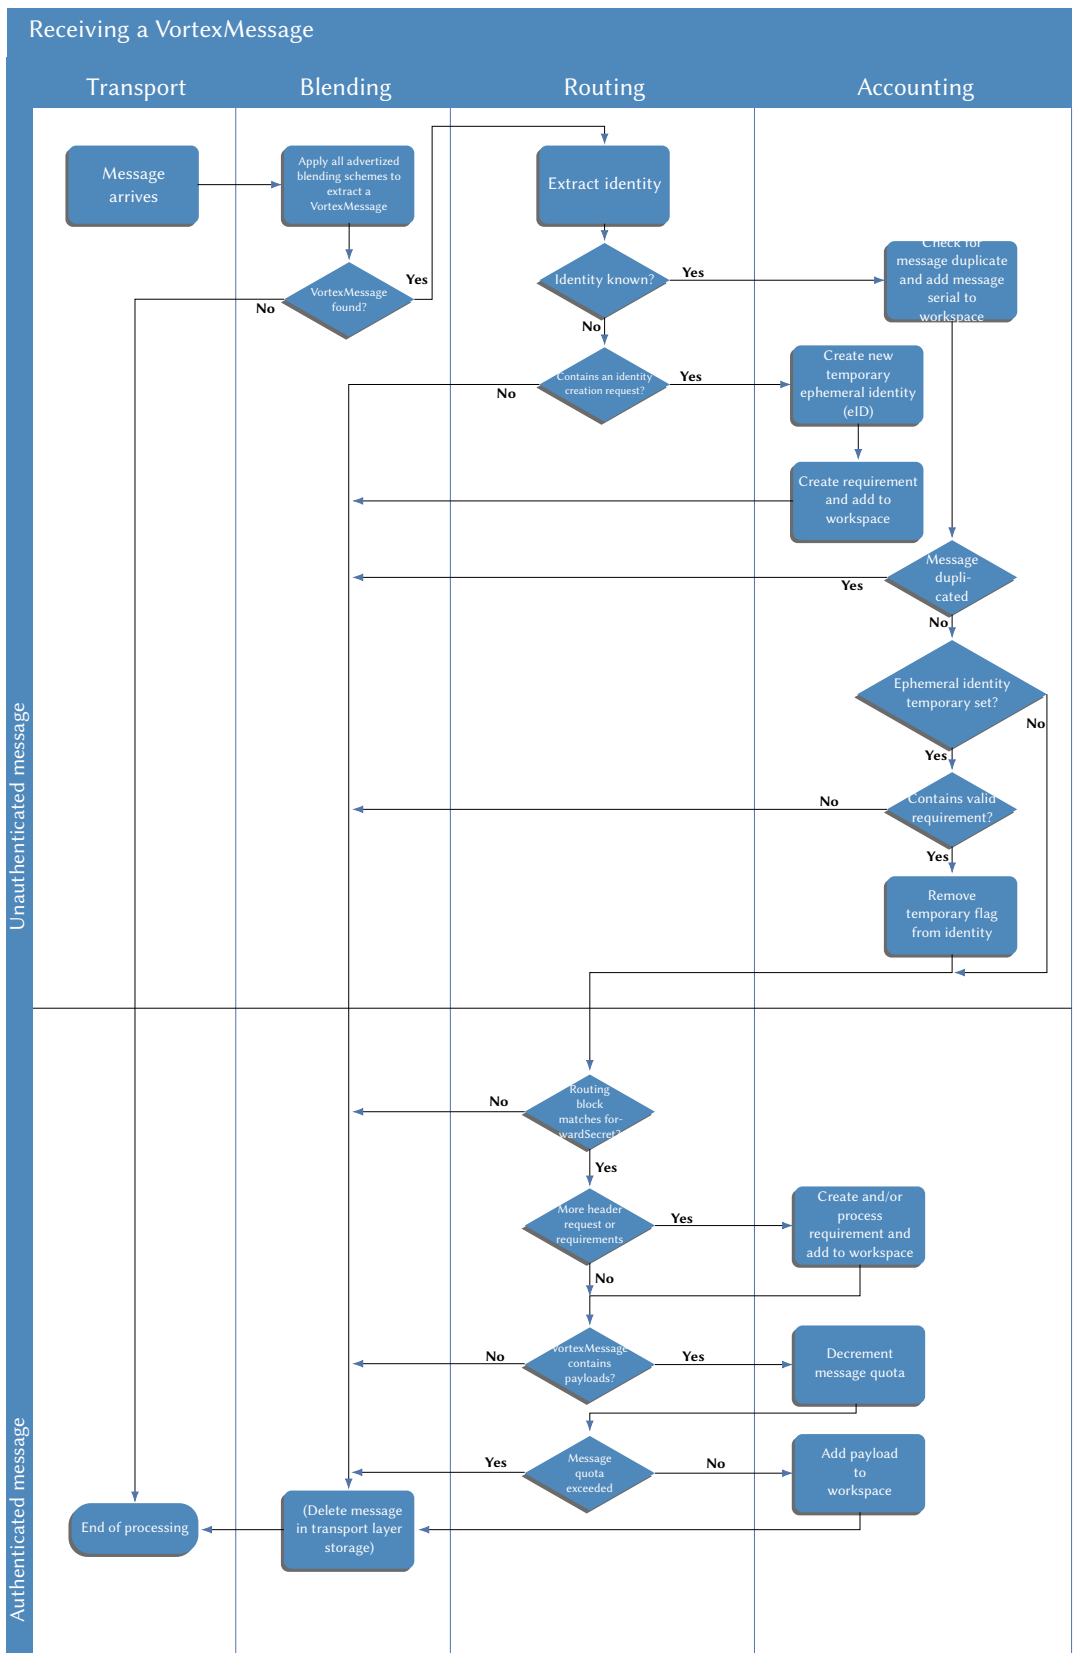 Receiving a VortexMessage
Transport
Blending
Routing
Accounting
Unauthenticated message
Authenticated message
Message
arrives
Apply all advertized
blending schemes to
extract a
VortexMessage
Extract identity
Check for
message duplicate
and add message
serial to
workspace
VortexMessage
found?
Yes
No
Identity known?
Yes
No
Contains an identity
creation request?
Yes
No
Create new
temporary
ephemeral identity
(eID)
Create requirement
and add to
workspace
Message
dupli-
cated
Yes
No
Ephemeral identity
temporary set?
No
Yes
Contains valid
requirement?
No
Yes
Remove
temporary flag
from identity
Routing
block
matches for-
wardSecret?
No
Yes
More header
request or
requirements
Yes
No
Create and/or
process
requirement and
add to workspace
VortexMessage
contains
payloads?
No
Yes
Decrement
message quota
Message
quota
exceeded
Yes
No
Add payload
to
workspace
(Delete message
in transport layer
storage)
End of processing